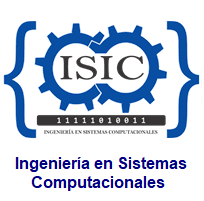 ISIC
11111010011
INGENIERÍA EN SISTEMAS COMPUTACIONALES
Ingeniería en Sistemas
Computacionales